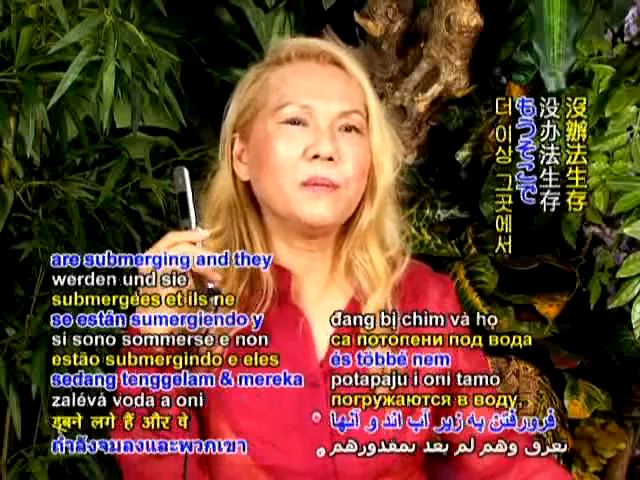 沒辦法生存
没办法生存
もうそこで
더 이상 그곳에서
are submerging and they
werden und sie
submergées et ils ne
se están sumergiendo y
si sono sommerse e non
estão submergindo e eles
sedang tenggelam & mereka
zalévá voda a oni
डूबने लगे हैं और वे
กำลังจมลงและพวกเขา
đang bị chìm và họ
са потопени под вода
és többé nem
potapaju i oni tamo
погружаются в воду,
فرورفتن به زیر آب اند و آنها
تغرق وهم لم يعد بمقدورهم